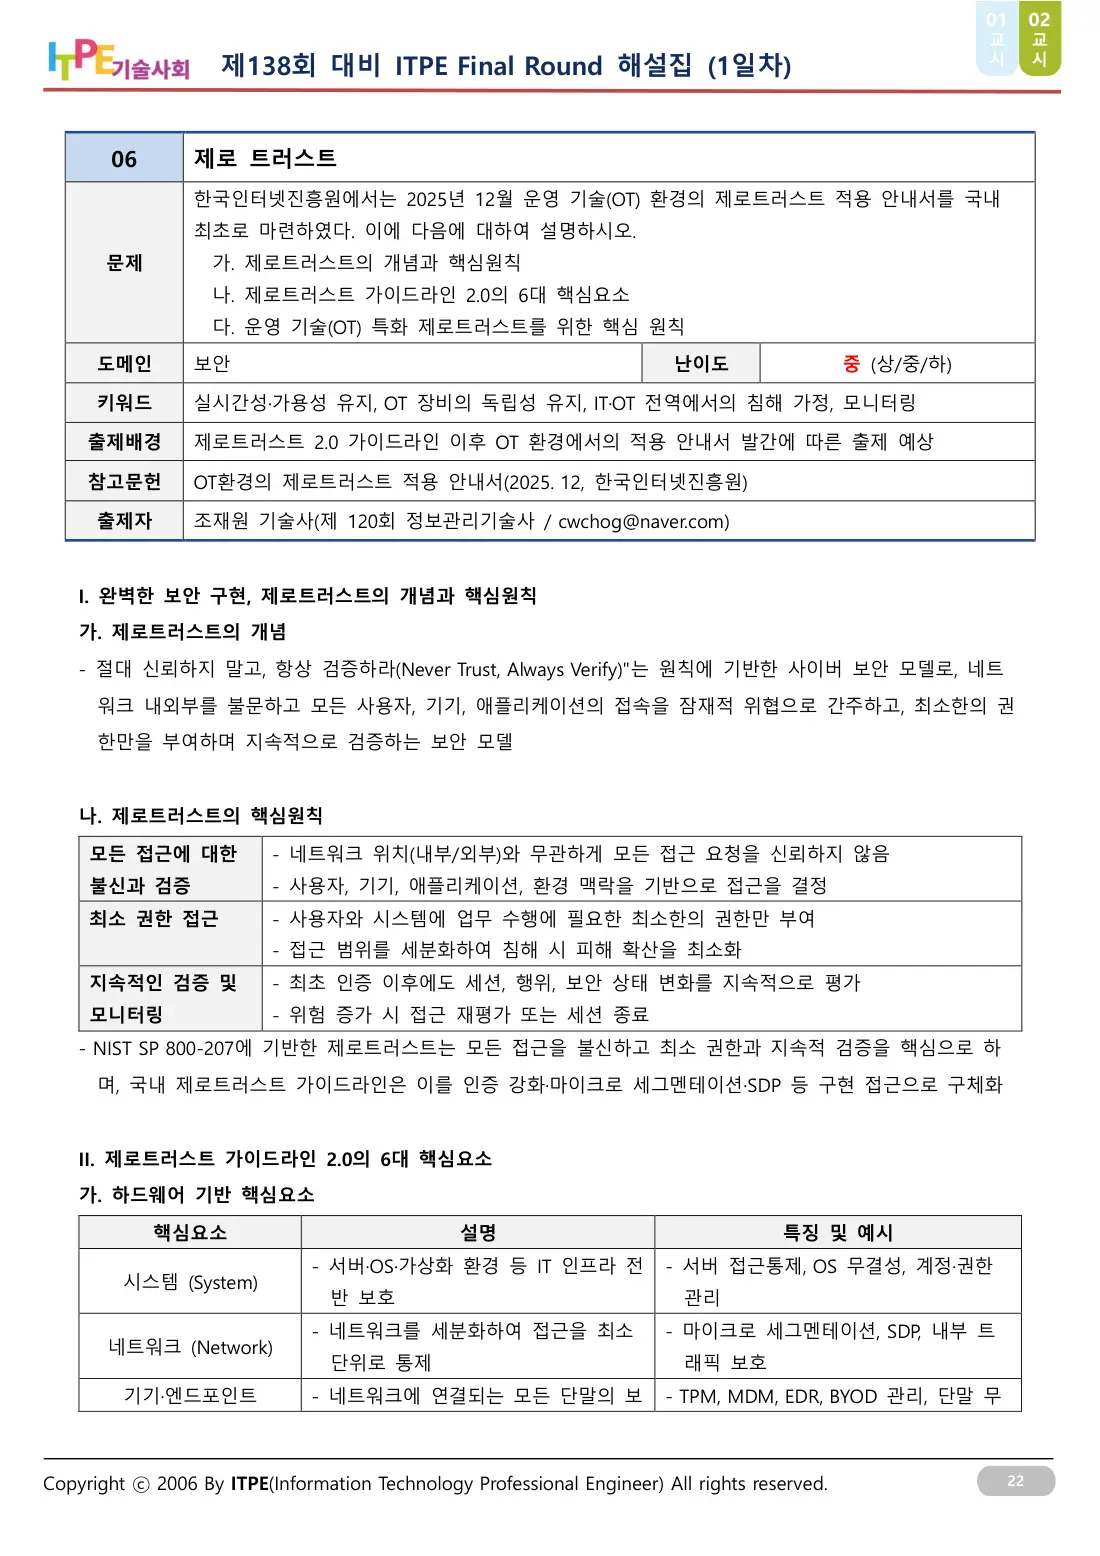 01
교
시
02
교
시
ITPE기술사회
제138회 대비 ITPE Final Round 해설집 (1일차)
06 제로 트러스트
문제
한국인터넷진흥원에서는 2025년 12월 운영 기술(OT) 환경의 제로트러스트 적용 안내서를 국내
최초로 마련하였다. 이에 다음에 대하여 설명하시오.
가. 제로트러스트의 개념과 핵심원칙
나. 제로트러스트 가이드라인 2.0의 6대 핵심요소
다. 운영 기술(OT) 특화 제로트러스트를 위한 핵심 원칙
도메인 보안 난이도 중 (상/중/하)
키워드 실시간성·가용성 유지, OT 장비의 독립성 유지, IT·OT 전역에서의 침해 가정, 모니터링
출제배경 제로트러스트 2.0 가이드라인 이후 OT 환경에서의 적용 안내서 발간에 따른 출제 예상
참고문헌 OT환경의 제로트러스트 적용 안내서(2025. 12, 한국인터넷진흥원)
출제자 조재원 기술사(제 120회 정보관리기술사 / cwchog@naver.com)
I. 완벽한 보안 구현, 제로트러스트의 개념과 핵심원칙
가. 제로트러스트의 개념
- 절대 신뢰하지 말고, 항상 검증하라(Never Trust, Always Verify)"는 원칙에 기반한 사이버 보안 모델로, 네트
워크 내외부를 불문하고 모든 사용자, 기기, 애플리케이션의 접속을 잠재적 위협으로 간주하고, 최소한의 권
한만을 부여하며 지속적으로 검증하는 보안 모델
나. 제로트러스트의 핵심원칙
모든 접근에 대한
불신과 검증
- 네트워크 위치(내부/외부)와 무관하게 모든 접근 요청을 신뢰하지 않음
- 사용자, 기기, 애플리케이션, 환경 맥락을 기반으로 접근을 결정
최소 권한 접근
- 사용자와 시스템에 업무 수행에 필요한 최소한의 권한만 부여
- 접근 범위를 세분화하여 침해 시 피해 확산을 최소화
지속적인 검증 및
모니터링
- 최초 인증 이후에도 세션, 행위, 보안 상태 변화를 지속적으로 평가
- 위험 증가 시 접근 재평가 또는 세션 종료
- NIST SP 800-207에 기반한 제로트러스트는 모든 접근을 불신하고 최소 권한과 지속적 검증을 핵심으로 하
며, 국내 제로트러스트 가이드라인은 이를 인증 강화·마이크로 세그멘테이션·SDP 등 구현 접근으로 구체화
II. 제로트러스트 가이드라인 2.0의 6대 핵심요소
가. 하드웨어 기반 핵심요소
핵심요소 설명 특징 및 예시
시스템 (System)
- 서버·OS·가상화 환경 등 IT 인프라 전
반 보호
- 서버 접근통제, OS 무결성, 계정·권한
관리
네트워크 (Network)
- 네트워크를 세분화하여 접근을 최소
단위로 통제
- 마이크로 세그멘테이션, SDP, 내부 트
래픽 보호
기기·엔드포인트 - 네트워크에 연결되는 모든 단말의 보 - TPM, MDM, EDR, BYOD 관리, 단말 무
Copyright ⓒ 2006 By ITPE(Information Technology Professional Engineer) All rights reserved.
22